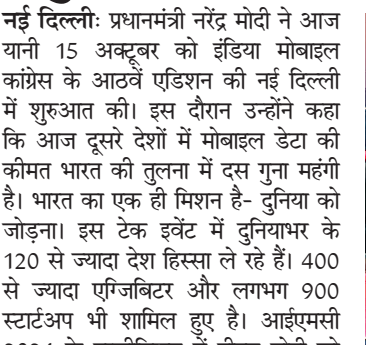 नई दिल्लीः प्रधानमंत्री नरेंद्र मोदी ने आज
यानी 15 अक्टूबर को इंडिया मोबाइल
कांग्रेस के आठवें एडिशन की नई दिल्ली
में शुरुआत की। इस दौरान उन्होंने कहा
कि आज दूसरे देशों में मोबाइल डेटा की
कीमत भारत की तुलना में दस गुना महंगी
है। भारत का एक ही मिशन है- दुनिया को
जोड़ना। इस टेक इवेंट में दुनियाभर के
120 से ज्यादा देश हिस्सा ले रहे हैं। 400
से ज्यादा एग्जिबिटर और लगभग 900
स्टार्टअप भी शामिल हुए है। आईएमसी